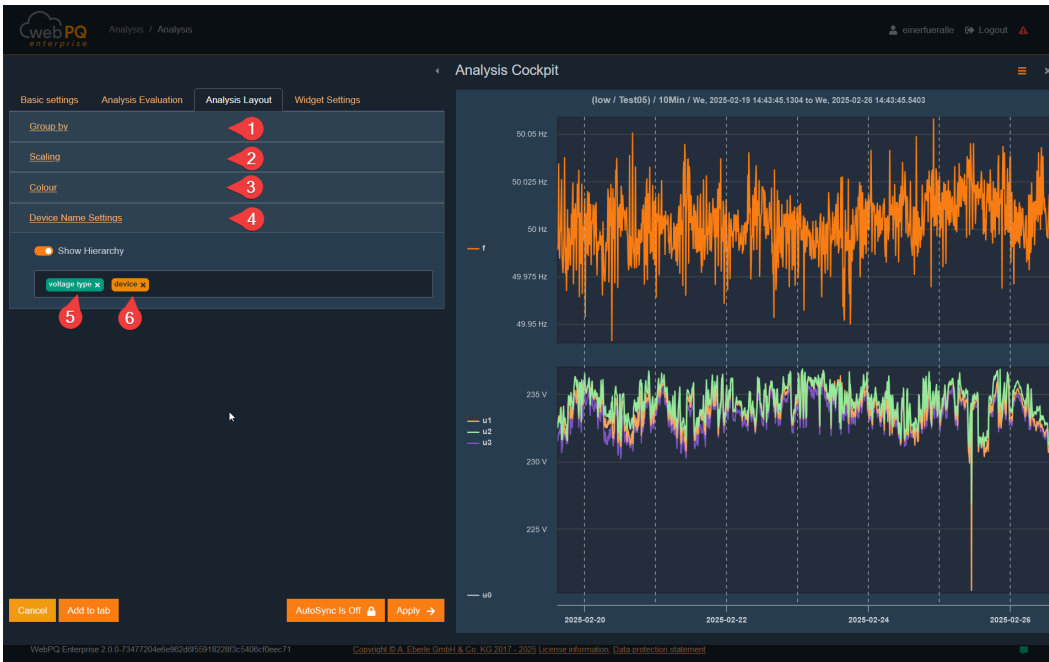 webPQ
enterprise
Analysis / Analysis
einerfueralle
Logout
Analysis Cockpit
Basic settings
Analysis Evaluation
Analysis Layout
Widget Settings
Group by
1
Scaling
2
Colour
3
Device Name Settings
4
Show Hierarchy
voltage type x
device x
5
6
(low / Test05) / 10Min / We, 2025-02-19 14:43:45.1304 to We, 2025-02-26 14:43:45.5403
50.05 Hz
50.025 Hz
50 Hz
49.975 Hz
49.95 Hz
f
235 V
230 V
225 V
u1
u2
u3
u0
2025-02-20
2025-02-22
2025-02-24
2025-02-26
Cancel
Add to tab
AutoSync Is Off
Apply
WebPQ Enterprise
Copyright © A. Eberle GmbH & Co. KG 2017 - 2025 License information, Data protection statement